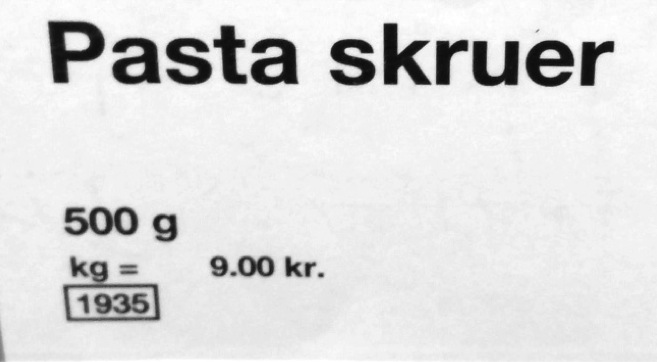 Pasta skruer
500 g
kg = 9.00 kr.
1935